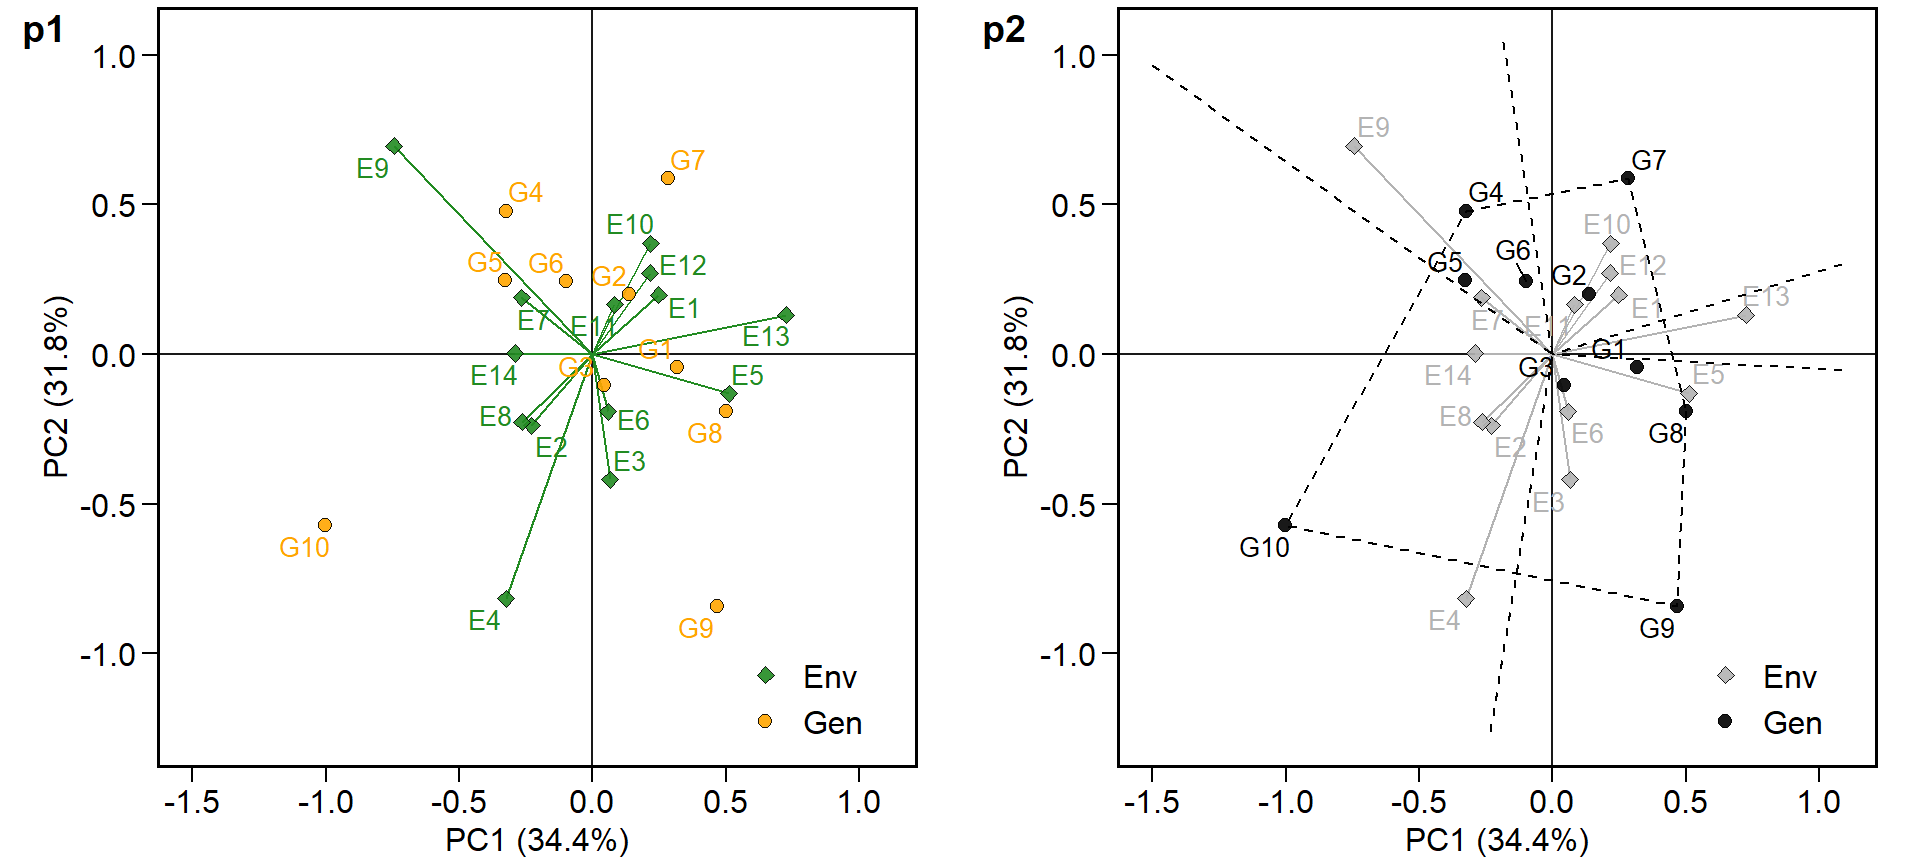 p1
1.0
0.5
0.0
-0.5
-1.0
PC2 (31.8%)
E9
G4
G7
E10
G5
G6
G2
E12
E7
E11
E1
E13
G1
G3
E14
E5
E8
E2
E6
G8
E3
G10
E4
G9
Env
Gen
-1.5
-1.0
-0.5
0.0
0.5
1.0
PC1 (34.4%)
p2
1.0
0.5
0.0
-0.5
-1.0
PC2 (31.8%)
E9
G7
G4
E10
G6
G5
G2
E12
E7
E11
E1
E13
G1
G3
E14
E5
E8
E2
E6
G8
E3
G10
E4
G9
Env
Gen
-1.5
-1.0
-0.5
0.0
0.5
1.0
PC1 (34.4%)